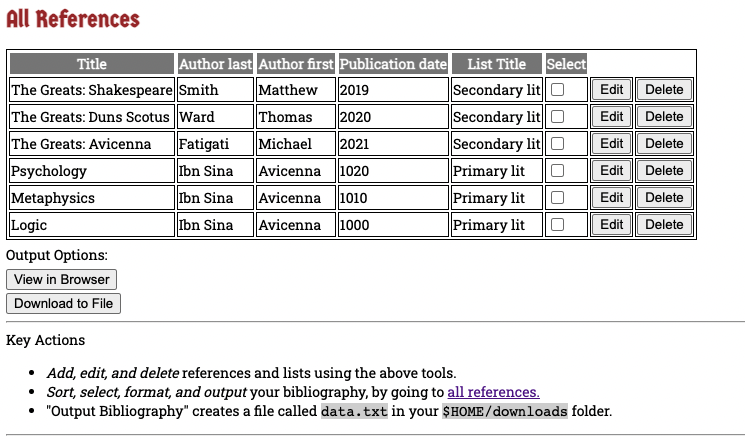 All References
Title Author last Author first Publication date List Title Select
The Greats: Shakespeare Smith Matthew 2019 Secondary lit Edit Delete
The Greats: Duns Scotus Ward Thomas 2020 Secondary lit Edit Delete
The Greats: Avicenna Fatigati Michael 2021 Secondary lit Edit Delete
Psychology Ibn Sina Avicenna 1020 Primary lit Edit Delete
Metaphysics Ibn Sina Avicenna 1010 Primary lit Edit Delete
Logic Ibn Sina Avicenna 1000 Primary lit Edit Delete
Output Options:
View in Browser
Download to File
Key Actions
• Add, edit, and delete references and lists using the above tools.
• Sort, select, format, and output your bibliography, by going to all references.
• "Output Bibliography" creates a file called data.txt in your $HOME/downloads folder.